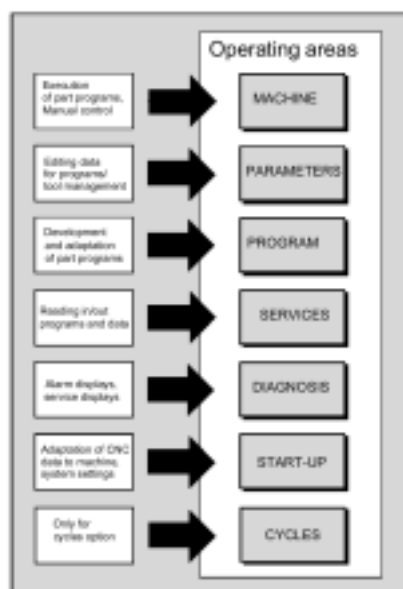 Operating areas
Execution
of part programs,
Manual control
MACHINE
Editing data
for programs/
tool management
PARAMETERS
Development
and adaptation
of part programs
PROGRAM
Reading in/out
programs and data
SERVICES
Alarm displays,
service displays
DIAGNOSIS
Adaptation of CNC
data to machine,
system settings
START-UP
Only for
cycles option
CYCLES